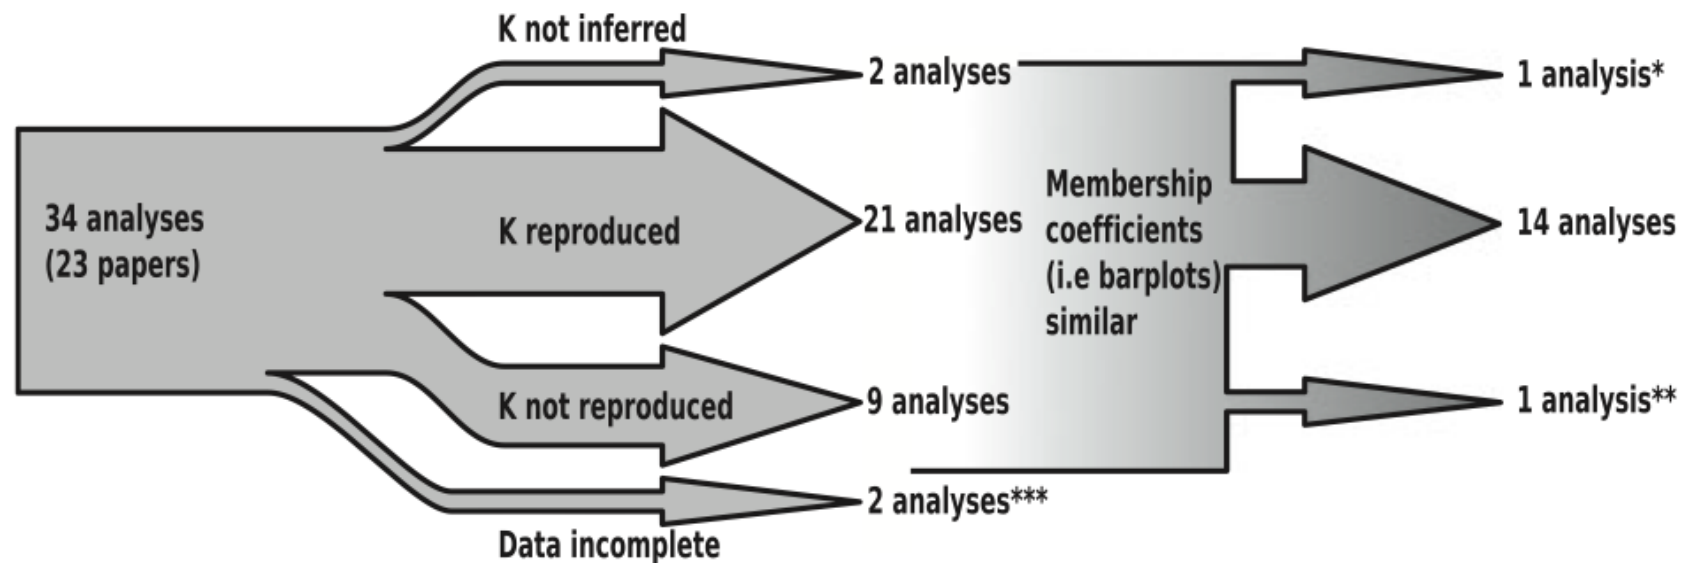 K not inferred
2 analyses
1 analysis*
34 analyses
(23 papers)
K reproduced
21 analyses
Membership
coefficients
(i.e barplots)
similar
14 analyses
K not reproduced
9 analyses
1 analysis**
2 analyses***
Data incomplete